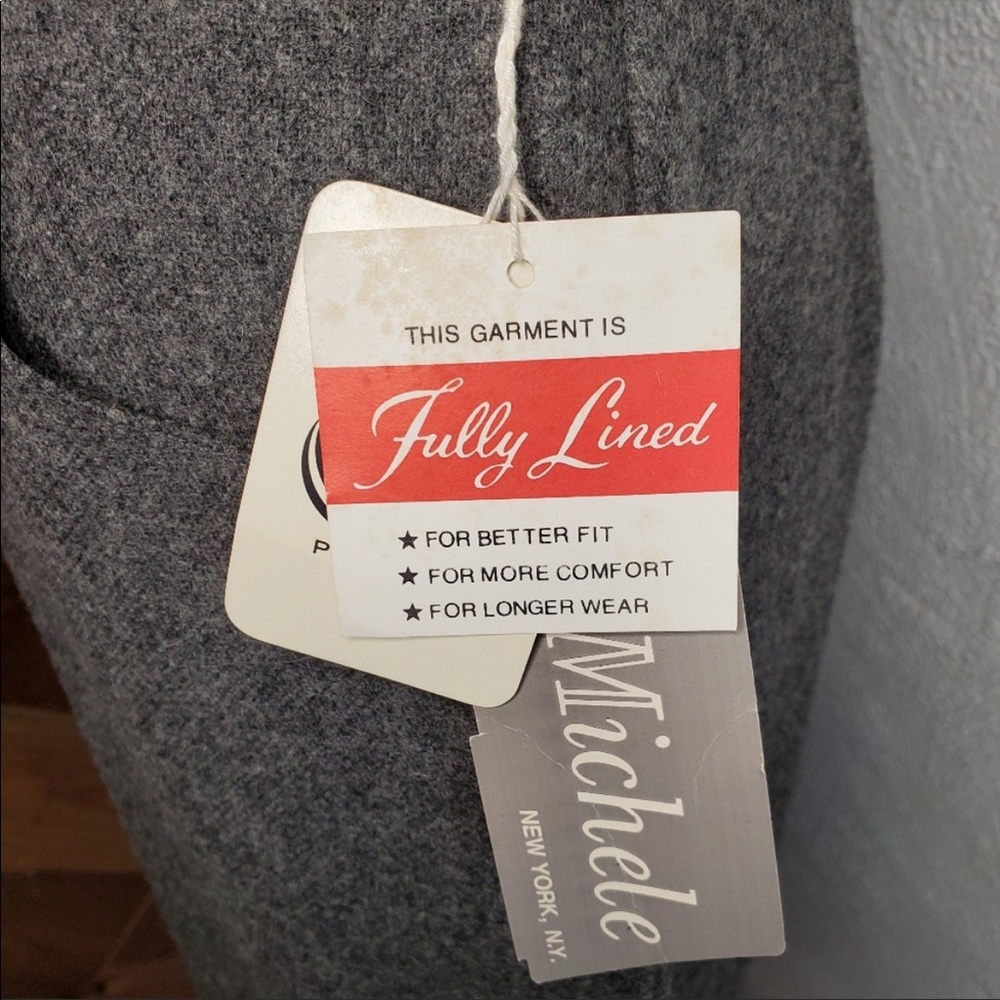 THIS GARMENT IS
Fully Lined
★ FOR BETTER FIT
★ FOR MORE COMFORT
★ FOR LONGER WEAR
P
Michele
NEW YORK, N.Y.